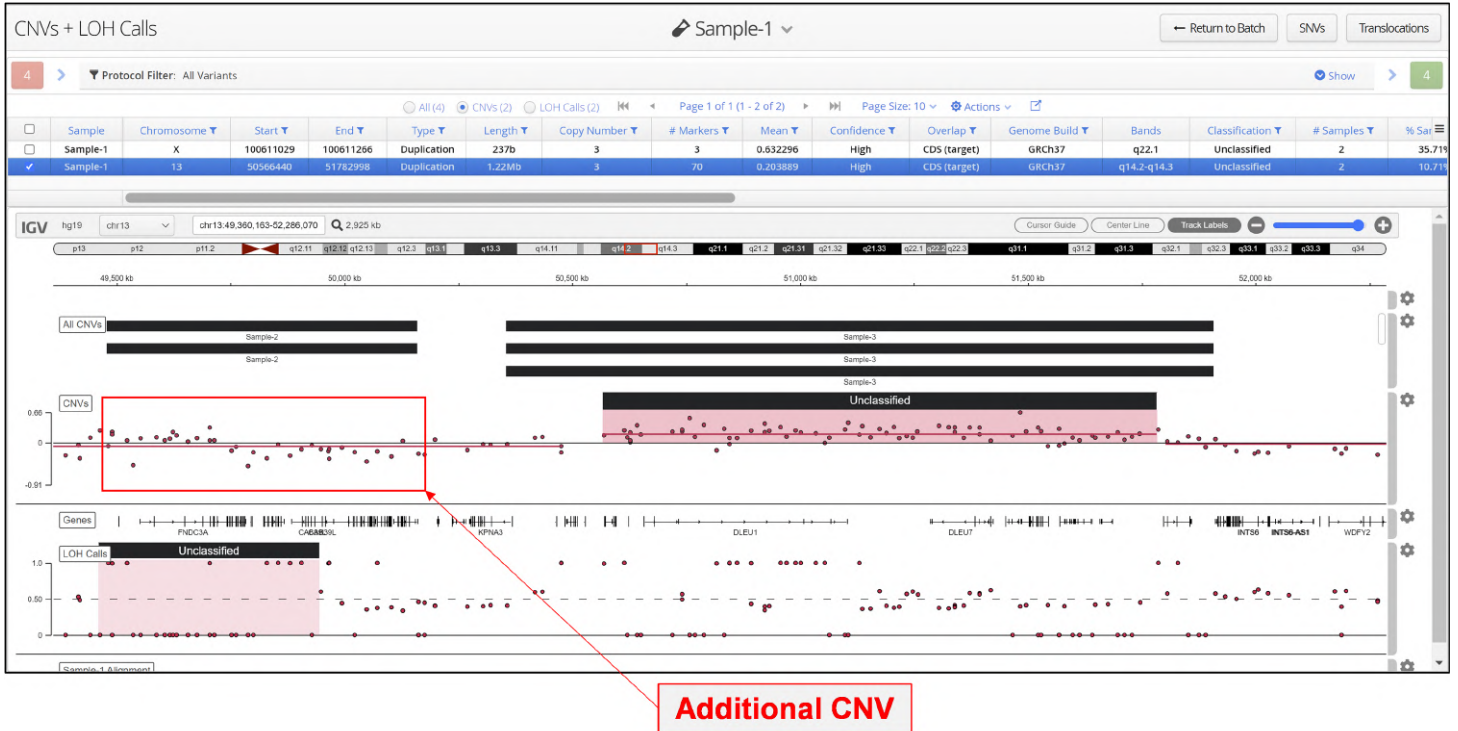 CNVs + LOH Calls
Sample-1
← Return to Batch
SNVs
Translocations
4
Protocol Filter: All Variants
Show
4
All (4) CNVs (2) LOH Calls (2) Page 1 of 1 (1 - 2 of 2) Page Size: 10 Actions
Sample Chromosome Start End Type Length Copy Number # Markers Mean Confidence Overlap Genome Build Bands Classification # Samples % Sar
Sample-1 X 100611029 100611266 Duplication 237b 3 3 0.632296 High CDS (target) GRCh37 q22.1 Unclassified 2 35.71%
Sample-1 13 50566440 51782998 Duplication 1.22Mb 3 70 0.203889 High CDS (target) GRCh37 q14.2-q14.3 Unclassified 2 10.71%
IGV hg19 chr13 chr13:49,360,163-52,286,070 2,925 kb Cursor Guide Center Line Track Labels
p13 p12 p11.2 q12.11 q12.12 q12.13 q12.3 q13.1 q13.3 q14.11 q14.2 q14.3 q21.1 q21.2 q21.31 q21.32 q21.33 q22.1 q22.2 q22.3 q31.1 q31.2 q31.3 q32.1 q32.3 q33.1 q33.2 q33.3 q34
49,500 kb 50,000 kb 50,500 kb 51,000 kb 51,500 kb 52,000 kb
All CNVs
Sample-2 Sample-3
Sample-2 Sample-3
Sample-3
CNVs
Unclassified
0.66
0
-0.91
Genes
FNDC3A KPNA3 DLEU1 DLEU7 INTS6 INTS6-AS1 WDFY2
LOH Calls
Unclassified
1.0
0.50
0
Sample-1 Alignment
Additional CNV